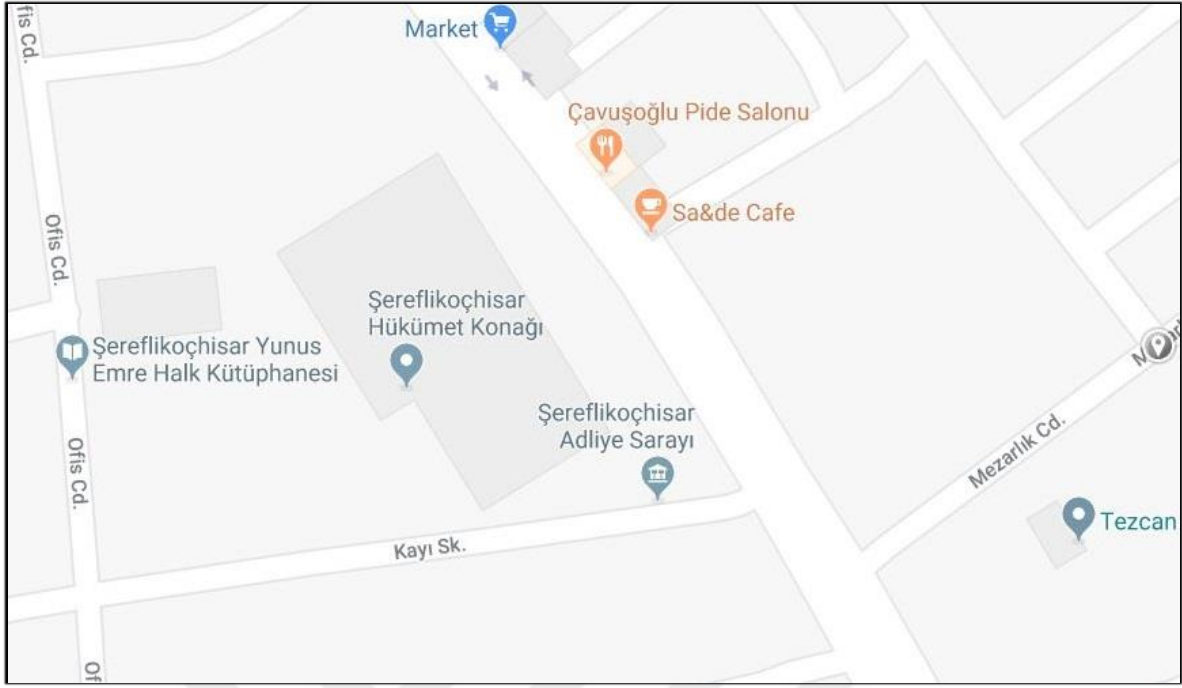 fis Cd.
Market
Çavuşoğlu Pide Salonu
Sa&de Cafe
Ofis Cd.
Şereflikoçhisar
Hükümet Konağı
Şereflikoçhisar Yunus
Emre Halk Kütüphanesi
Şereflikoçhisar
Adliye Sarayı
Ofis Cd.
Mezarlık Cd.
Tezcan
Kayı Sk.
Of